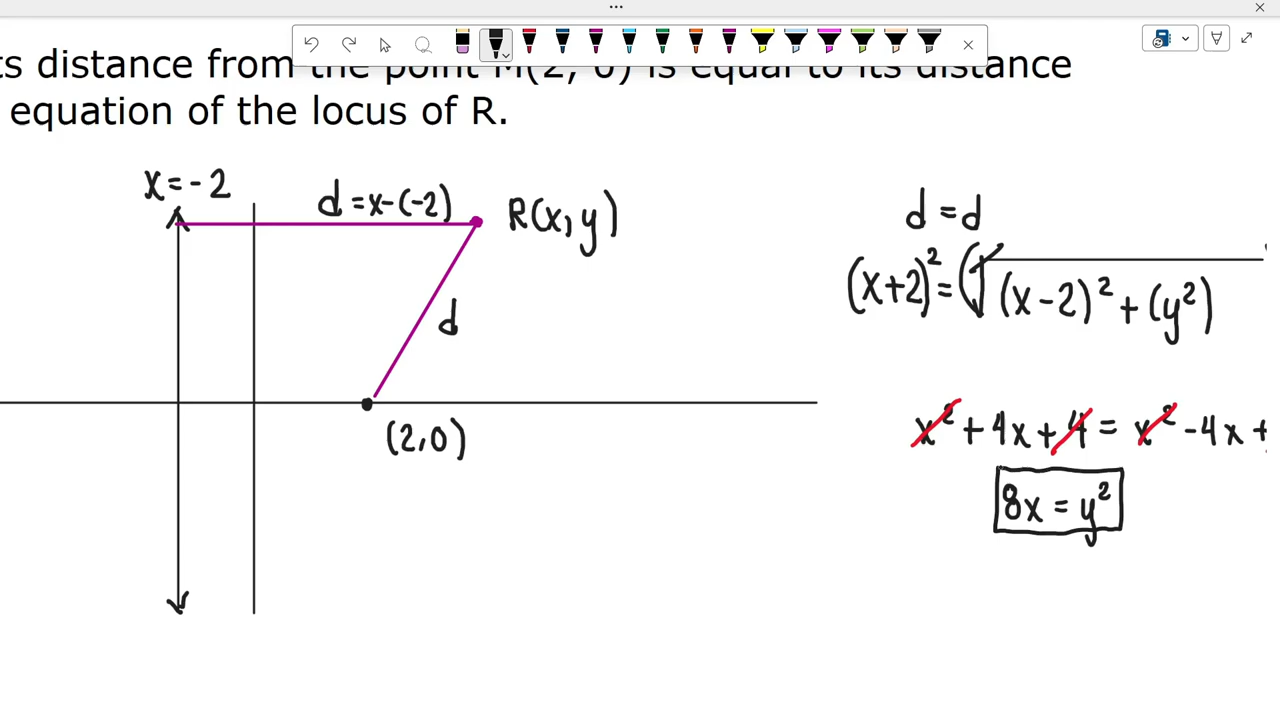 ts distance from the point M(2, 0) is equal to its distance
equation of the locus of R.
x = -2
d = x-(-2)
R(x, y)
d
(2,0)
d = d
(x+2)² = (√(x-2)² + (y²)
x² + 4x + 4 = x² - 4x +
8x = y²